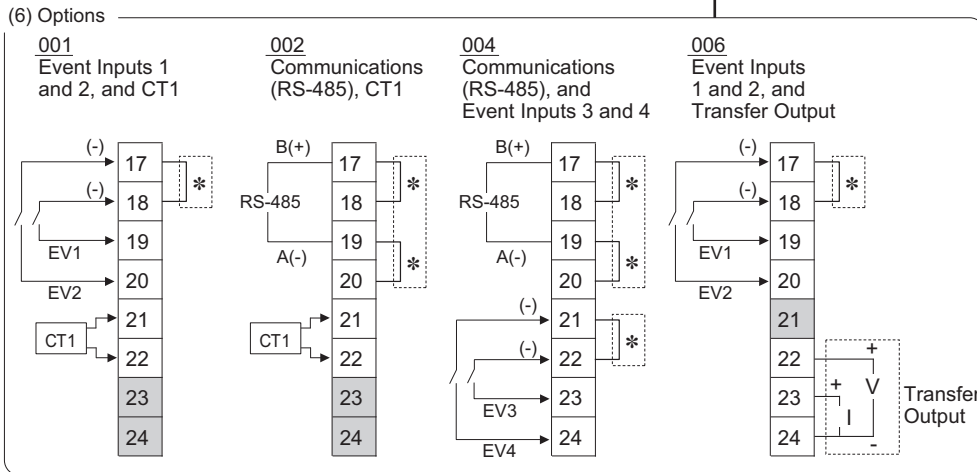 (6) Options
001
Event Inputs 1
and 2, and CT1
(-)
17
(-)
18
*
19
EV1
20
EV2
21
CT1
22
23
24
002
Communications
(RS-485), CT1
B(+)
17
*
RS-485
18
19
A(-)
*
20
21
CT1
22
23
24
004
Communications
(RS-485), and
Event Inputs 3 and 4
B(+)
17
*
RS-485
18
19
A(-)
*
20
(-)
21
*
(-)
22
23
EV3
24
EV4
006
Event Inputs
1 and 2, and
Transfer Output
(-)
17
*
(-)
18
19
EV1
20
EV2
21
22
+
23
+
V
I
24
-
Transfer
Output